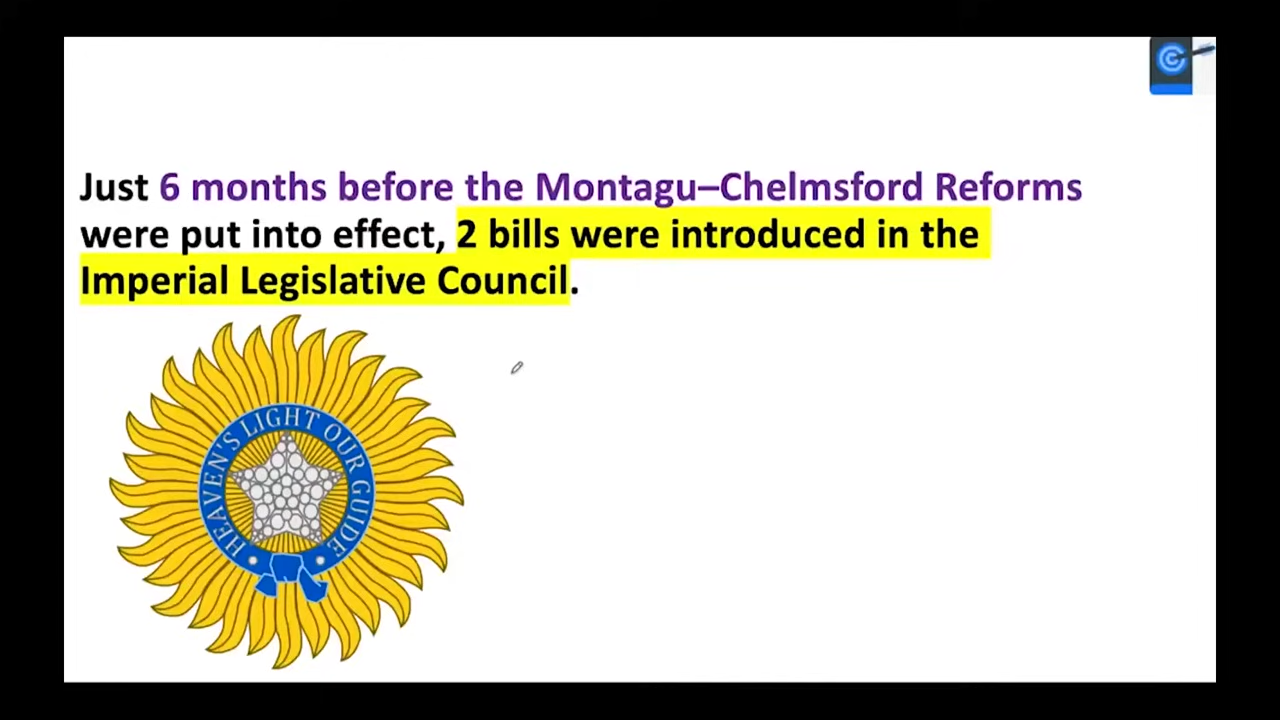 Just 6 months before the Montagu–Chelmsford Reforms
were put into effect, 2 bills were introduced in the
Imperial Legislative Council.
HEAVEN'S LIGHT OUR GUIDE